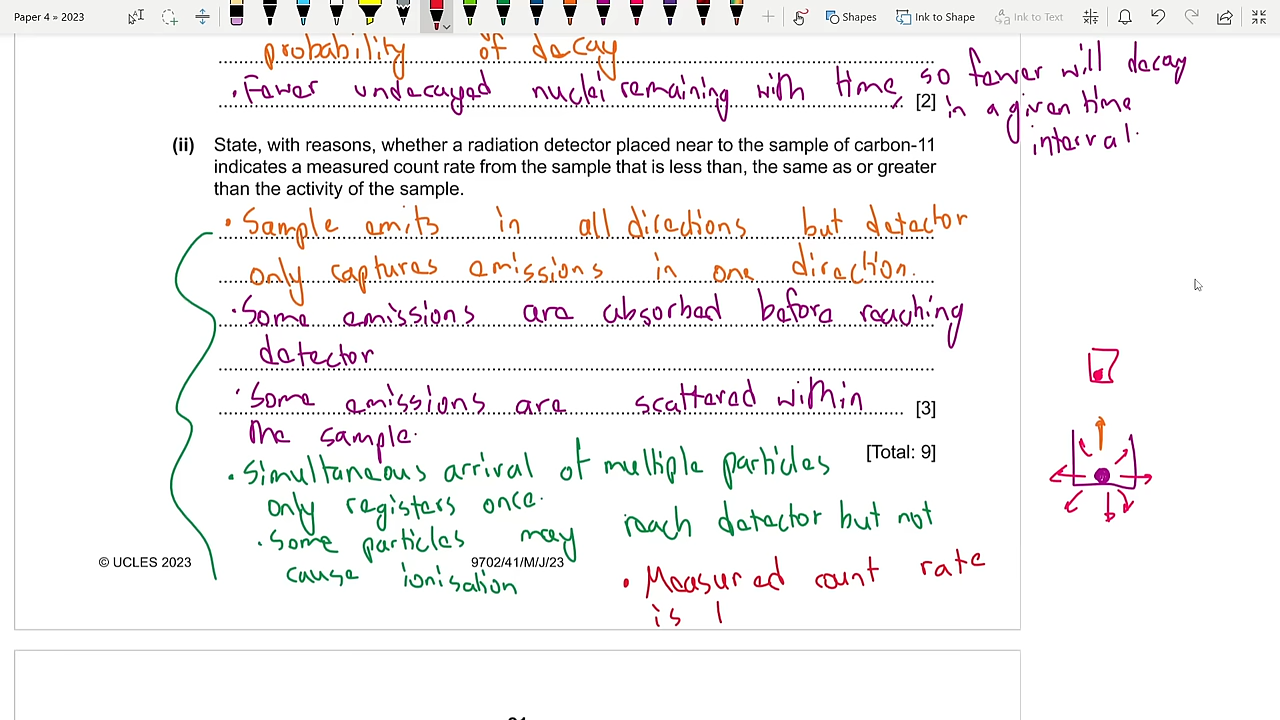 Paper 4 » 2023
Shapes
Ink to Shape
Ink to Text
probability of decay
• Fewer undecayed nuclei remaining with time, so fewer will decay
[2] in a given time
interval.
(ii) State, with reasons, whether a radiation detector placed near to the sample of carbon-11
indicates a measured count rate from the sample that is less than, the same as or greater
than the activity of the sample.
• Sample emits in all directions but detector
only captures emissions in one direction.
• Some emissions are absorbed before reaching
detector
• Some emissions are scattered within
[3]
the sample.
[Total: 9]
• Simultaneous arrival of multiple particles
only registers once.
• Some particles may reach detector but not
cause ionisation
© UCLES 2023
9702/41/M/J/23
• Measured count rate
is l